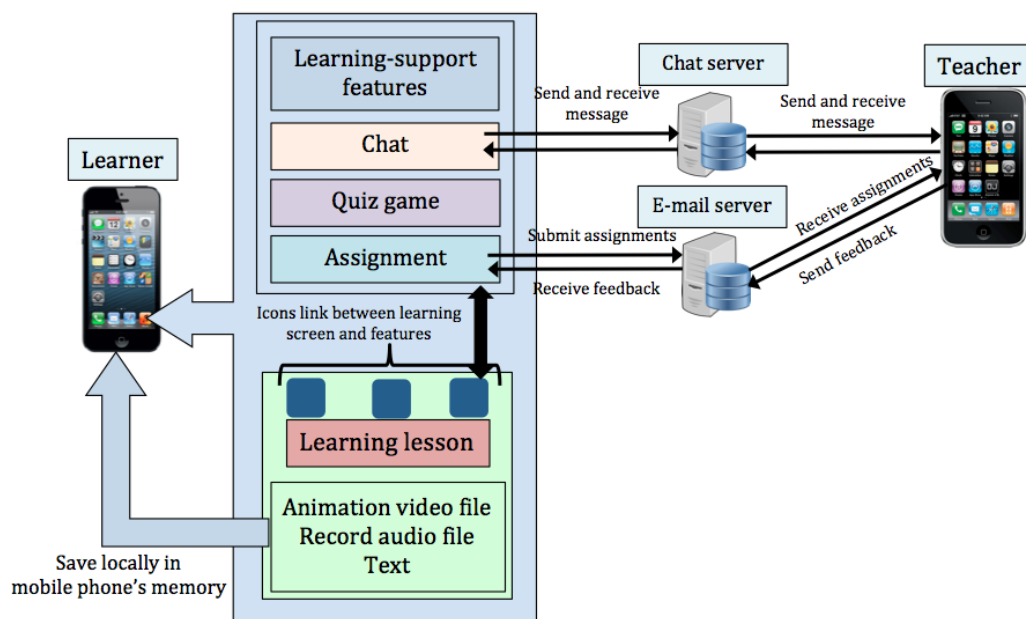 Learning-support
features
Chat
Quiz game
Assignment
Learner
Chat server
Teacher
Send and receive
message
Send and receive
message
E-mail server
Submit assignments
Receive feedback
Receive assignments
Send feedback
Icons link between learning
screen and features
Learning lesson
Animation video file
Record audio file
Text
Save locally in
mobile phone's memory